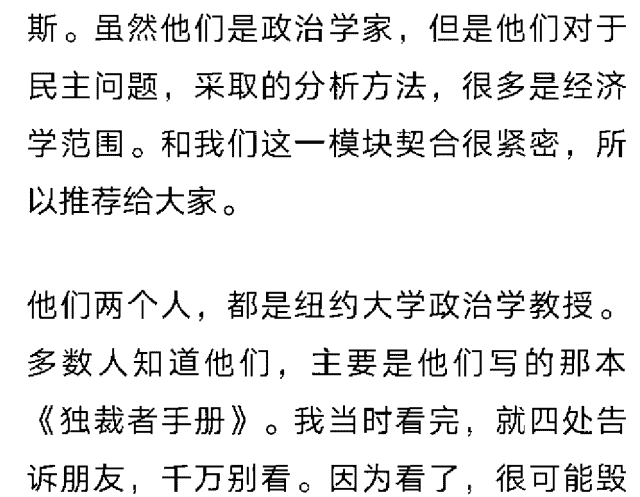 斯。虽然他们是政治学家，但是他们对于
民主问题，采取的分析方法，很多是经济
学范围。和我们这一模块契合很紧密，所
以推荐给大家。
他们两个人，都是纽约大学政治学教授。
多数人知道他们，主要是他们写的那本
《独裁者手册》。我当时看完，就四处告
诉朋友，千万别看。因为看了，很可能毁